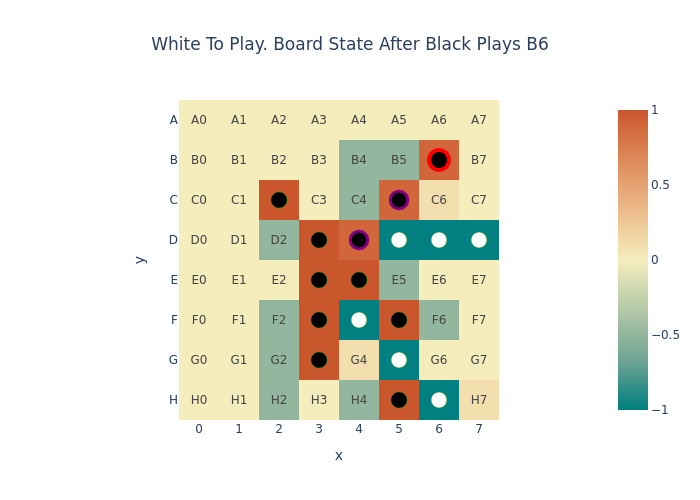 White To Play. Board State After Black Plays B6
A A0 A1 A2 A3 A4 A5 A6 A7
B B0 B1 B2 B3 B4 B5 B7
C C0 C1 C3 C4 C6 C7
D D0 D1 D2
E E0 E1 E2 E5 E6 E7
F F0 F1 F2 F6 F7
G G0 G1 G2 G4 G6 G7
H H0 H1 H2 H3 H4 H7
0 1 2 3 4 5 6 7
x
y
1
0.5
0
−0.5
−1